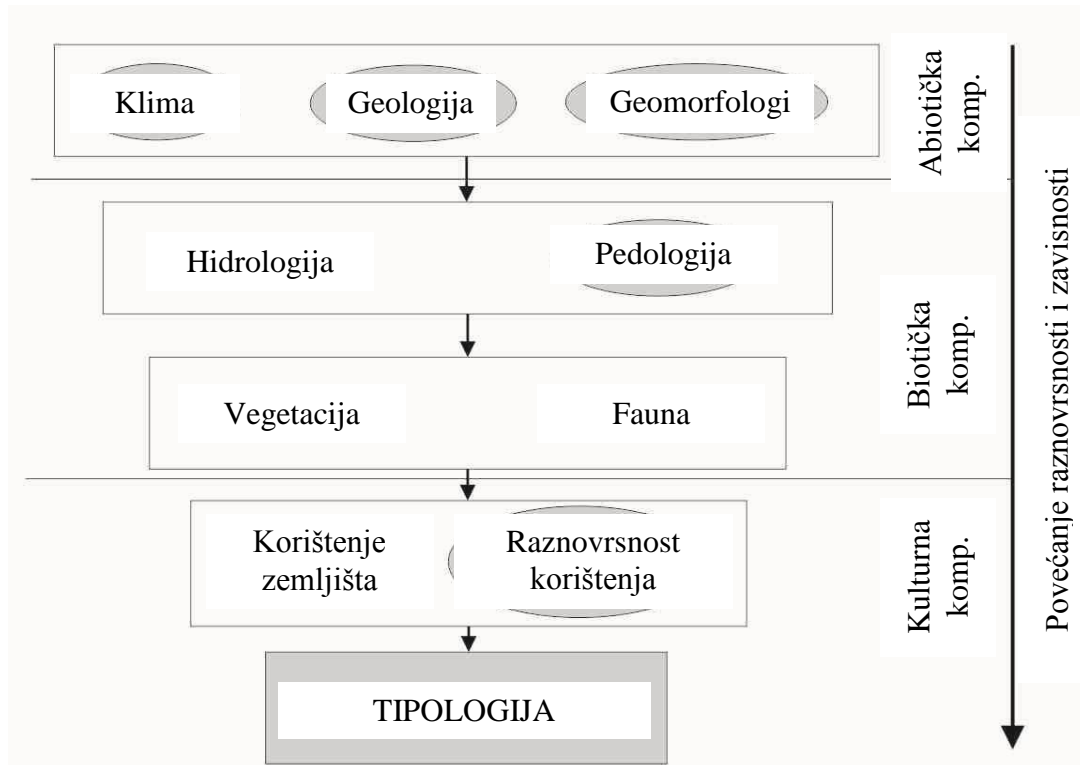 Klima
Geologija
Geomorfologi
Abiotička
komp.
Hidrologija
Pedologija
Vegetacija
Fauna
Biotička
komp.
Korištenje
zemljišta
Raznovrsnost
korištenja
Kulturna
komp.
TIPOLOGIJA
Povećanje raznovrsnosti i zavisnosti